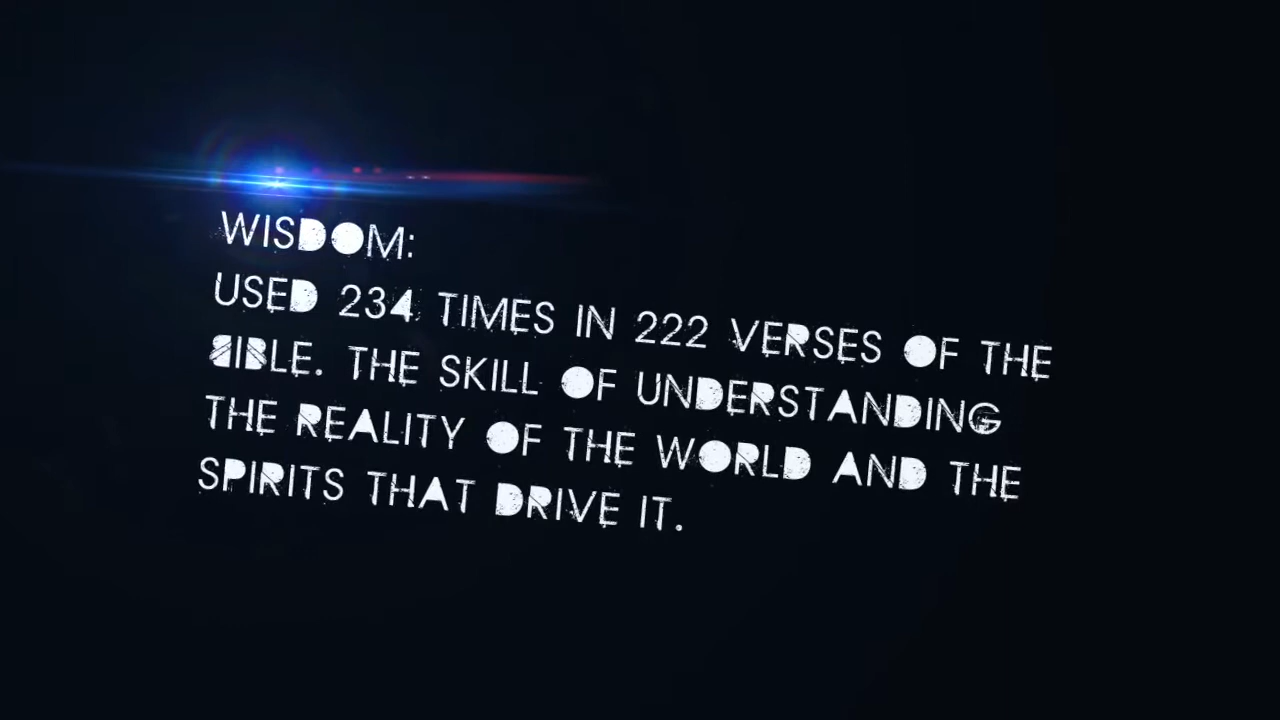 WISDOM:
USED 234 TIMES IN 222 VERSES OF THE
BIBLE. THE SKILL OF UNDERSTANDING
THE REALITY OF THE WORLD AND THE
SPIRITS THAT DRIVE IT.